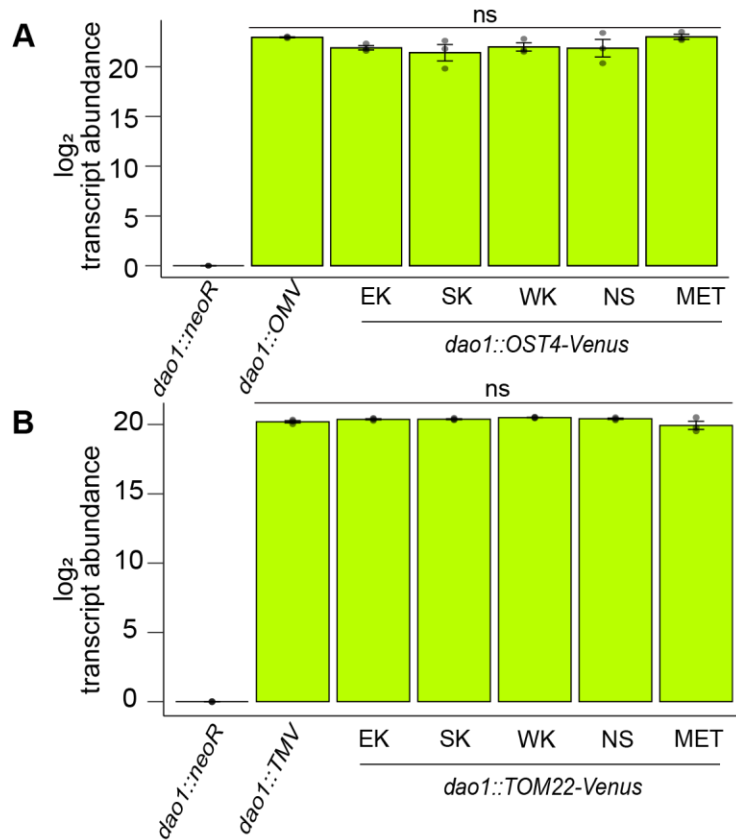 A
ns
log₂
transcript abundance
20
15
10
5
0
dao1::neoR
dao1::OMV
EK SK WK NS MET
dao1::OST4-Venus
B
ns
log₂
transcript abundance
20
15
10
5
0
dao1::neoR
dao1::TMV
EK SK WK NS MET
dao1::TOM22-Venus